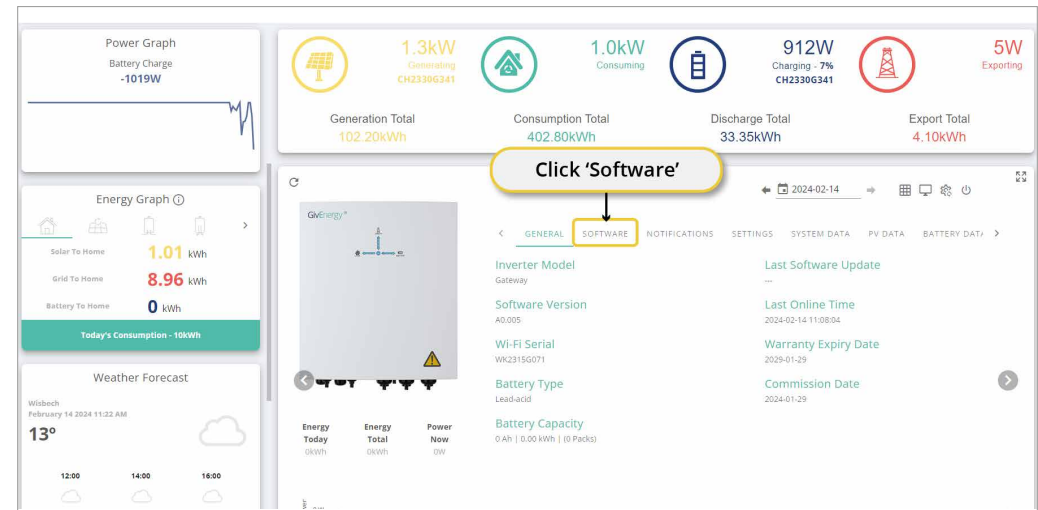 Power Graph
Battery Charge
-1019W
1.3kW
Generating
CH2330G341
Generation Total
102.20kWh
1.0kW
Consuming
Consumption Total
402.80kWh
912W
Charging - 7%
CH2330G341
Discharge Total
33.35kWh
5W
Exporting
Export Total
4.10kWh
Click ‘Software’
Energy Graph
Solar To Home 1.01 kWh
Grid To Home 8.96 kWh
Battery To Home 0 kWh
Today's Consumption - 10kWh
Weather Forecast
Wisbech
February 14 2024 11:22 AM
13°
12:00 14:00 16:00
2024-02-14
GivEnergy
Energy Today
0kWh
Energy Total
0kWh
Power Now
0W
GENERAL SOFTWARE NOTIFICATIONS SETTINGS SYSTEM DATA PV DATA BATTERY DATA
Inverter Model
Gateway
Software Version
A0.005
Wi-Fi Serial
WK2315G071
Battery Type
Lead-acid
Battery Capacity
0 Ah | 0.00 kWh | (0 Packs)
Last Software Update
---
Last Online Time
2024-02-14 11:08:04
Warranty Expiry Date
2029-01-29
Commission Date
2024-01-29